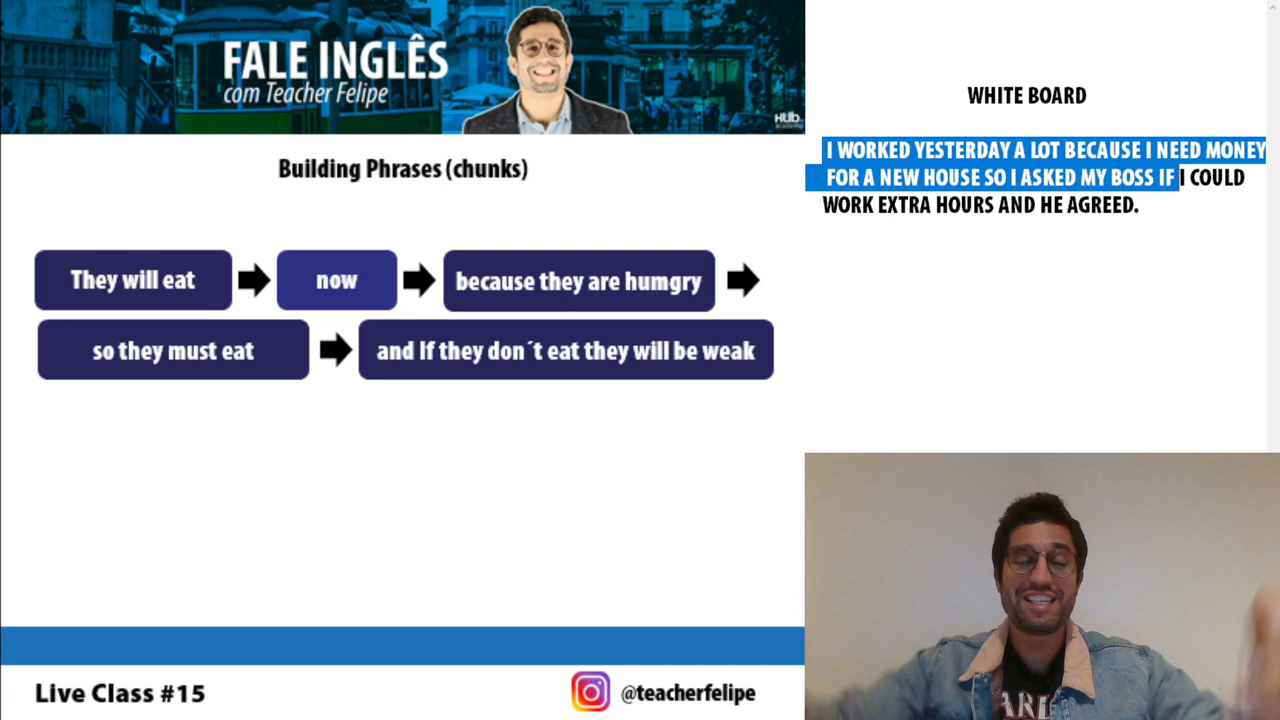 FALE INGLÊS
com Teacher Felipe
HUb
academy
Building Phrases (chunks)
They will eat
now
because they are humgry
so they must eat
and If they don´t eat they will be weak
Live Class #15
@teacherfelipe
WHITE BOARD
I WORKED YESTERDAY A LOT BECAUSE I NEED MONEY
FOR A NEW HOUSE SO I ASKED MY BOSS IF I COULD
WORK EXTRA HOURS AND HE AGREED.